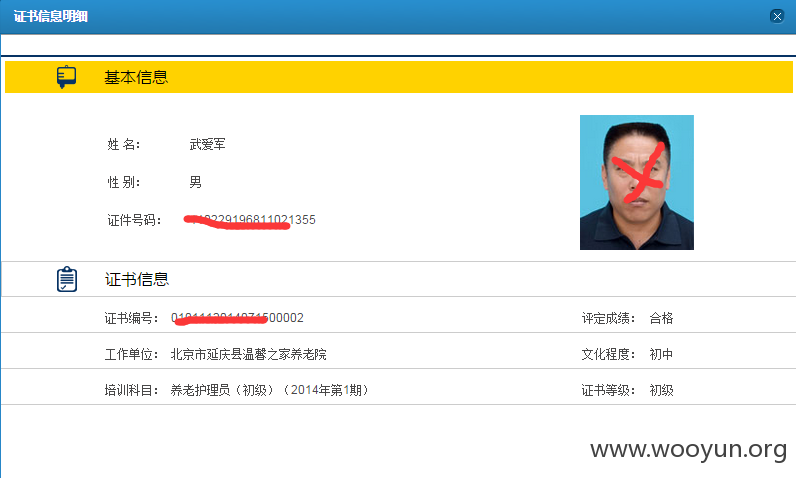 证书信息明细
基本信息
姓 名： 武爱军
性 别： 男
证件号码： 1355
证书信息
证书编号： 00002 评定成绩： 合格
工作单位： 北京市延庆县温馨之家养老院 文化程度： 初中
培训科目： 养老护理员（初级）（2014年第1期） 证书等级： 初级
www.wooyun.org